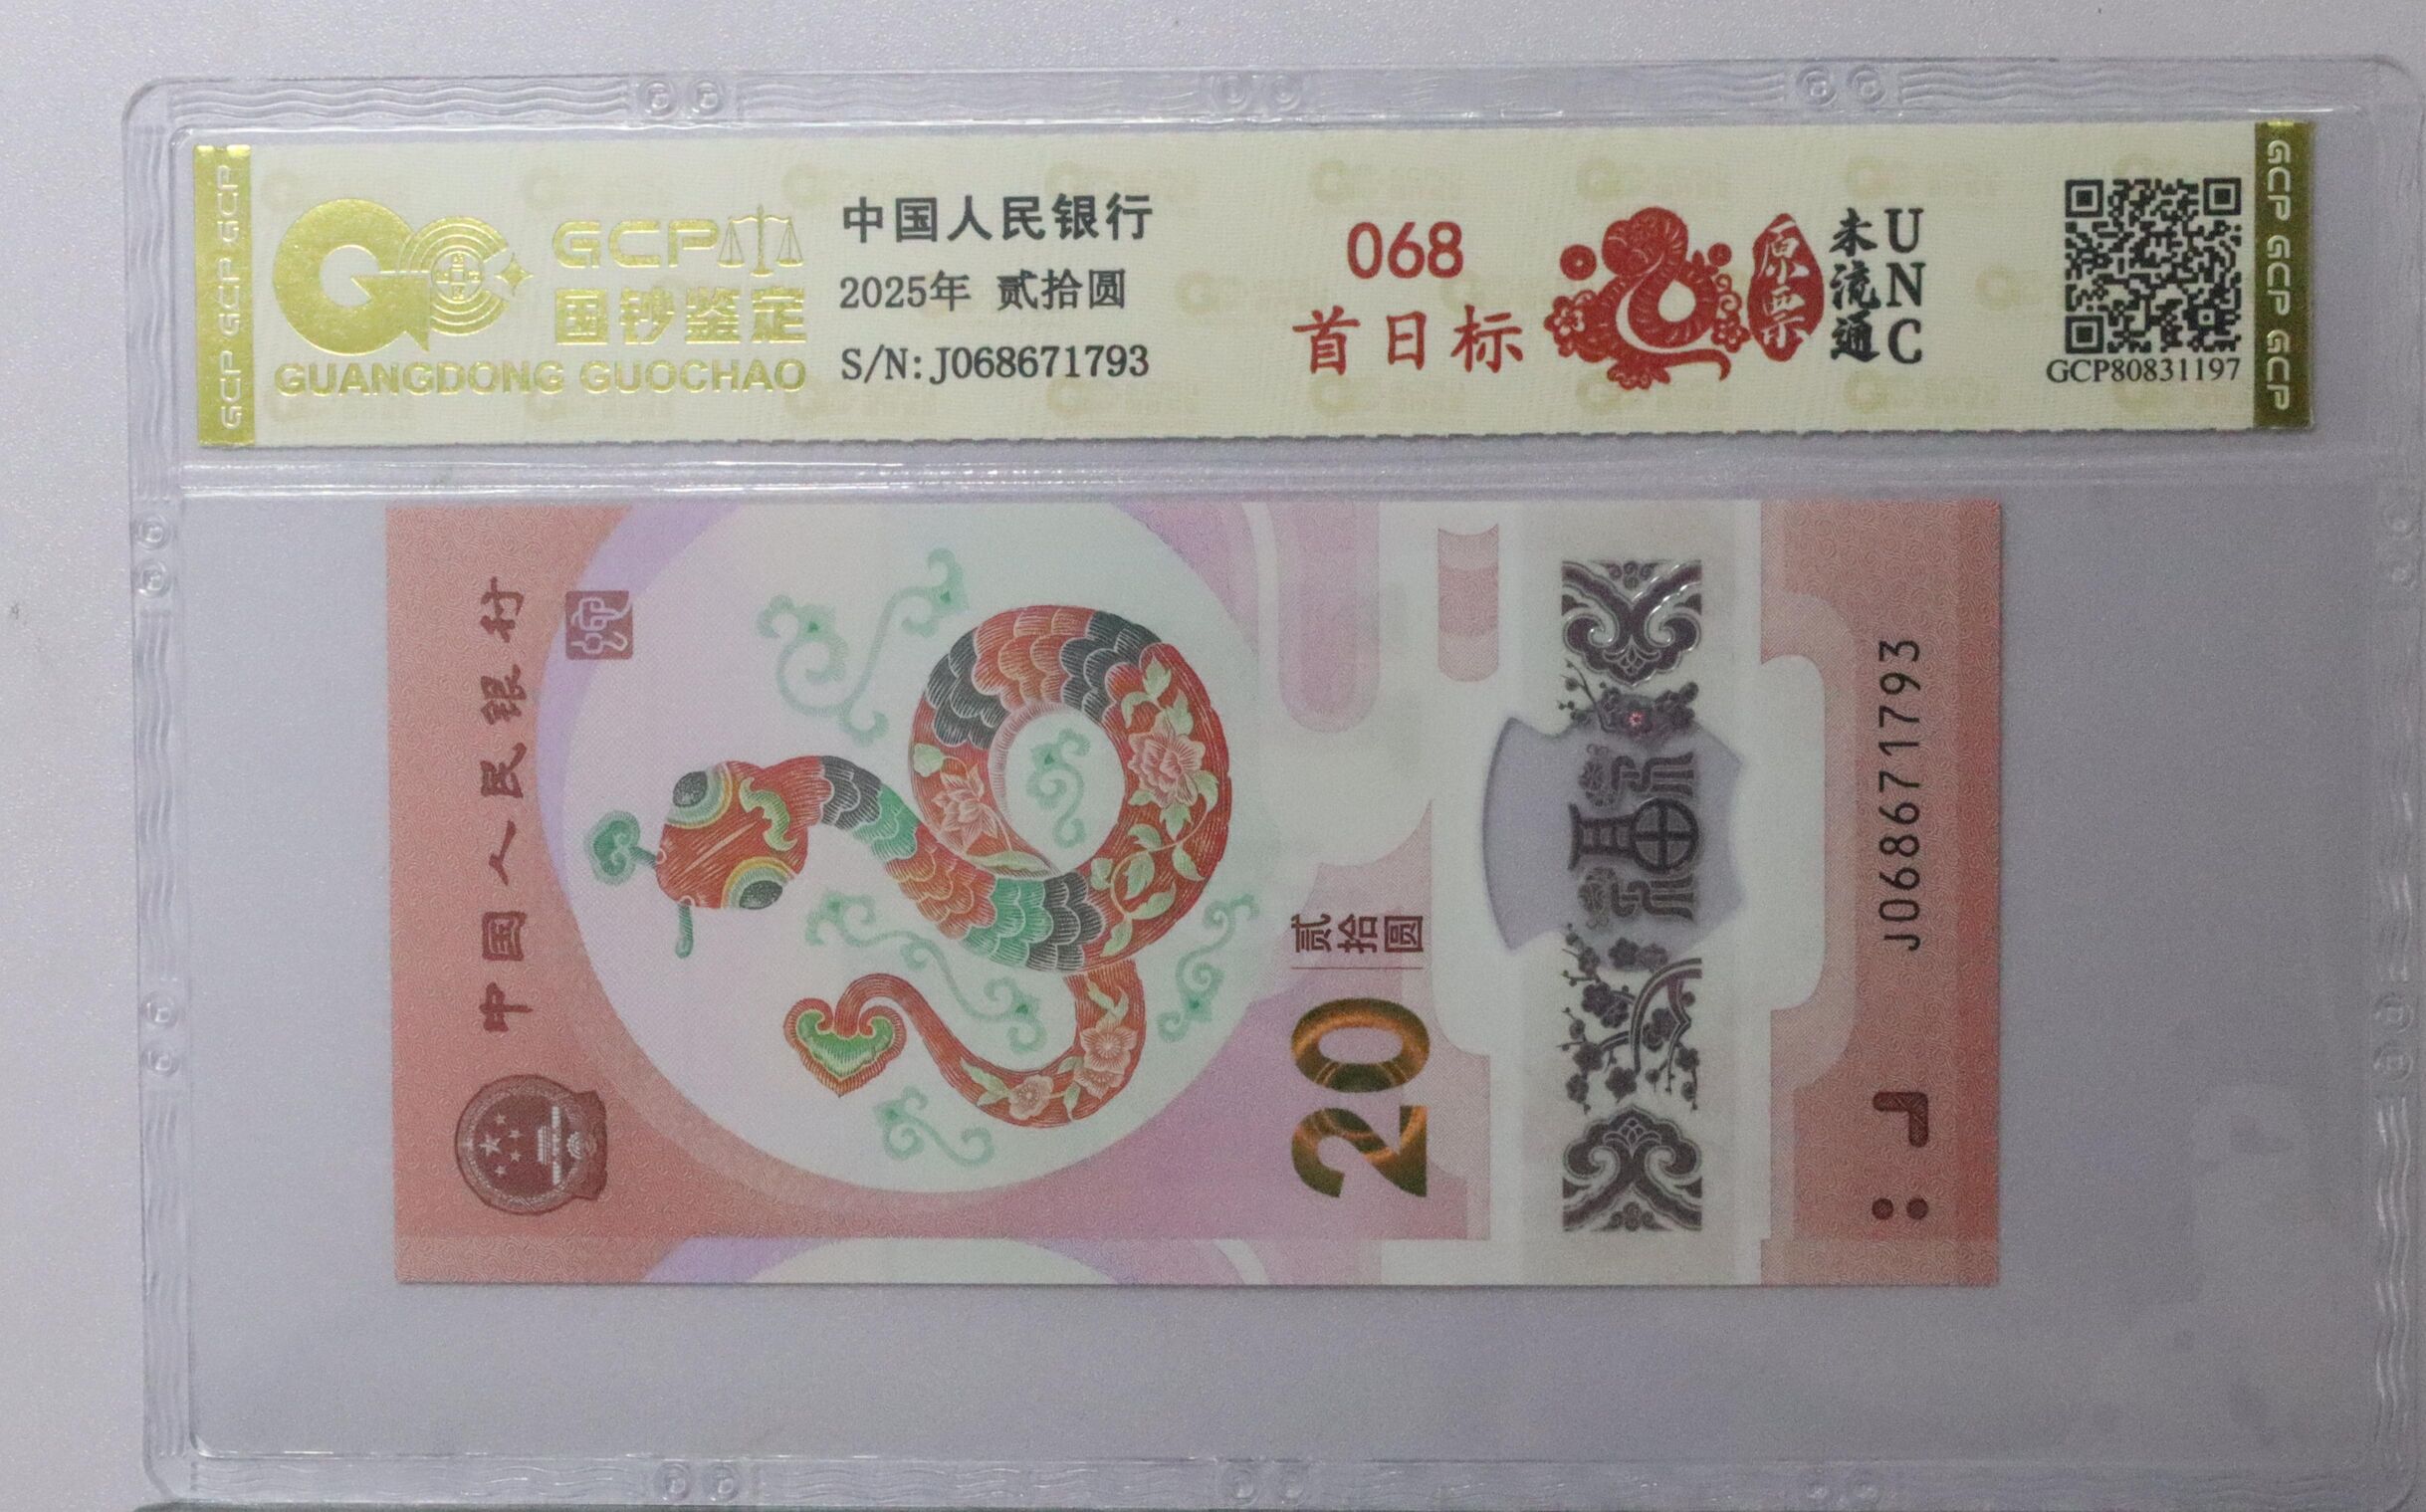 GCP GCP GCP
GCP
国钞鉴定
GUANGDONG GUOCHAO
中国人民银行
2025年 贰拾圆
S/N: J068671793
068
首日标
原票
未流通
UNC
GCP80831197
GCP GCP GCP
中国人民银行
20
贰拾圆
福
J068671793